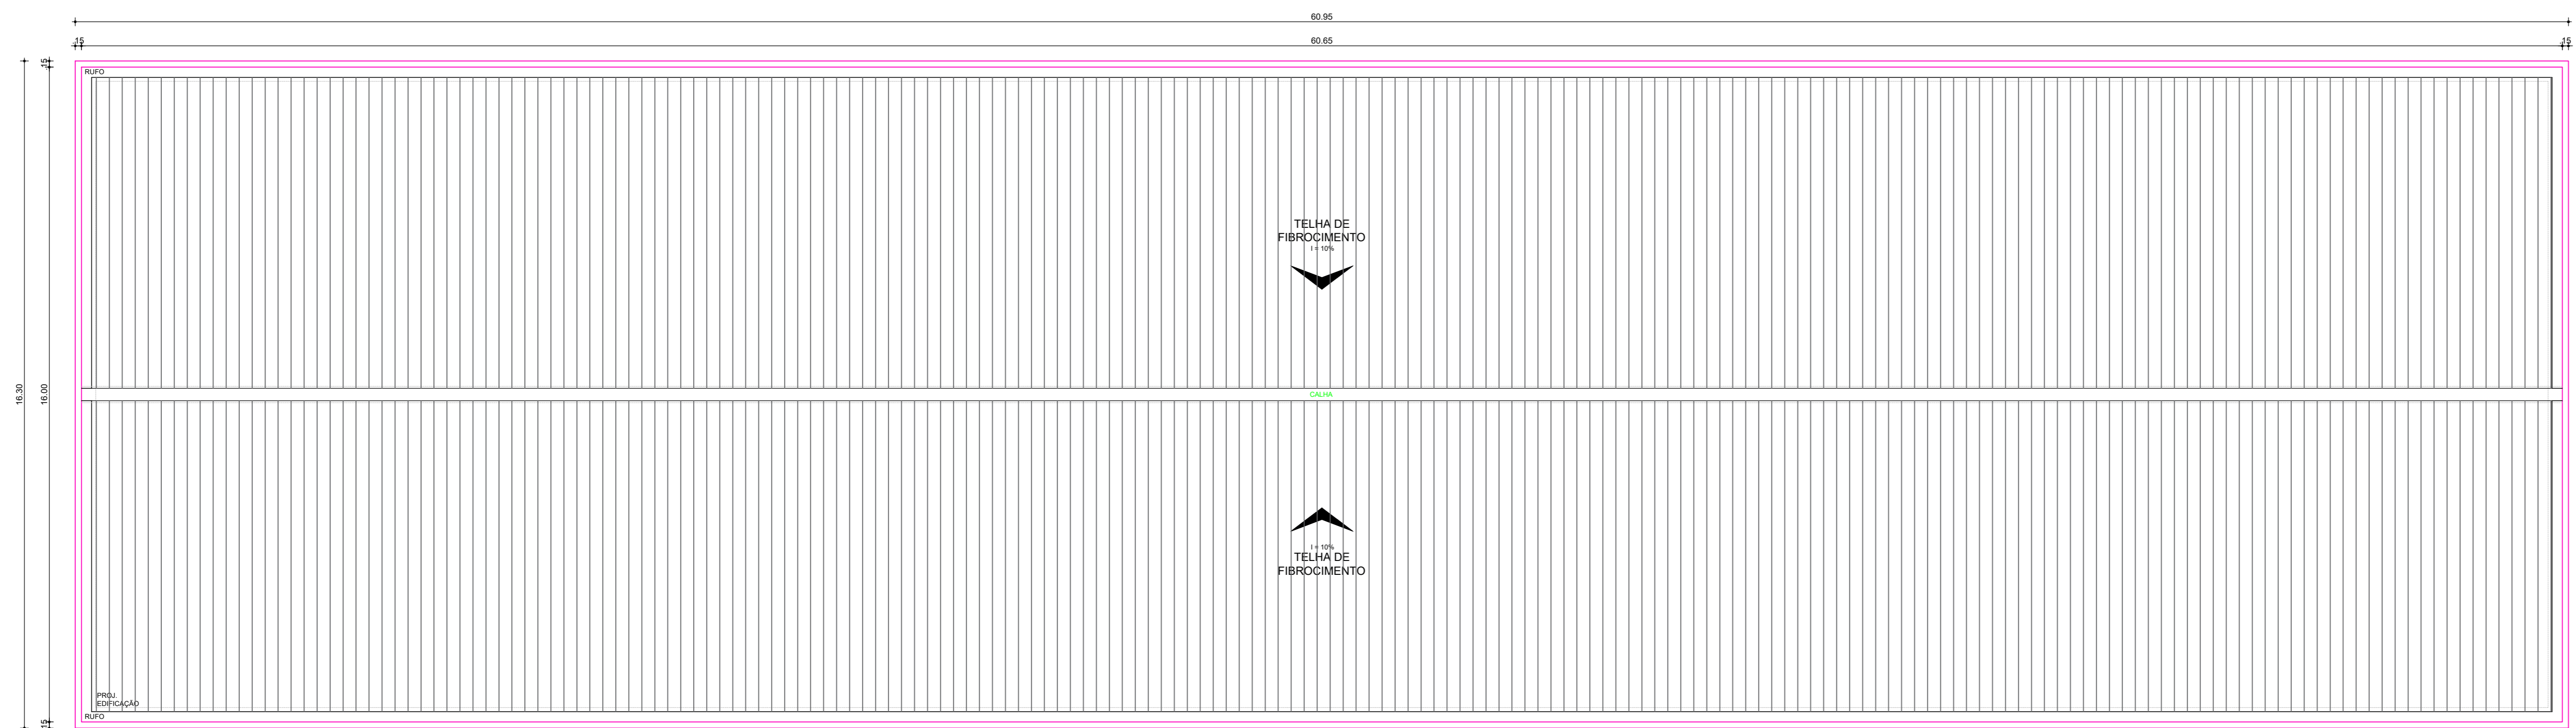 60.95
15
60.65
15
15
RUFO
TELHA DE
FIBROCIMENTO
I = 10%
16.30
16.00
CALHA
I = 10%
TELHA DE
FIBROCIMENTO
PROJ.
EDIFICAÇÃO
RUFO
15